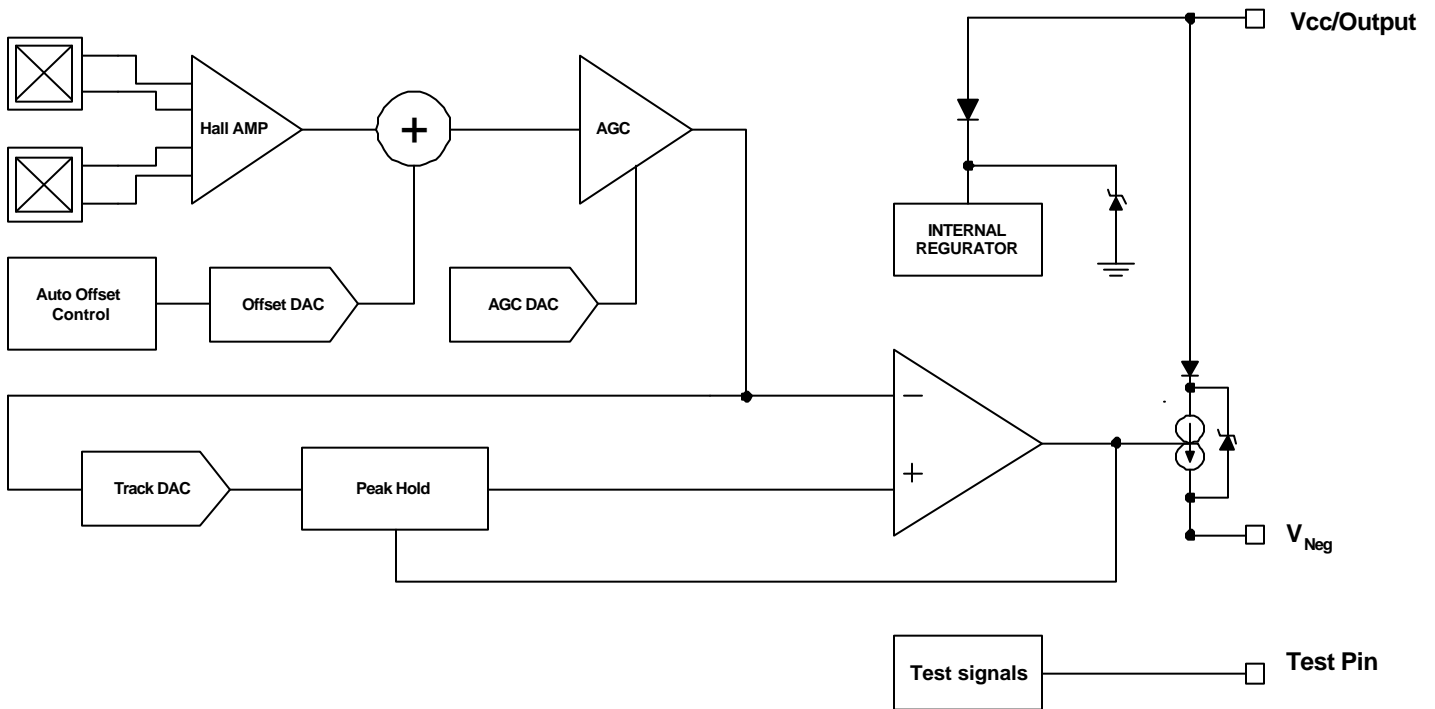 Vcc/Output
Hall AMP
+
AGC
INTERNAL
REGURATOR
Auto Offset
Control
Offset DAC
AGC DAC
−
+
Track DAC
Peak Hold
VNeg
Test signals
Test Pin